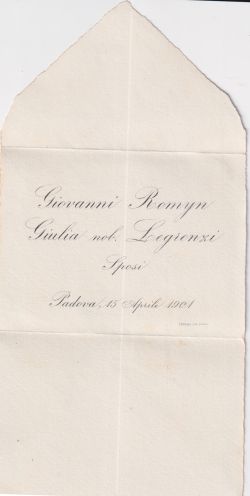 Giovanni Romyn
Giulia nob. Legrenzi
Sposi
Padova, 15 Aprile 1901